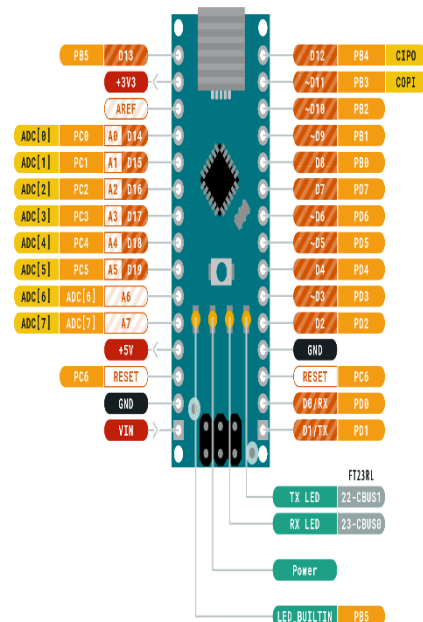 PB5 D13 D12 PB4 CIPO
+3V3 ~D11 PB3 COPI
AREF ~D10 PB2
ADC[0] PC0 A0 D14 ~D9 PB1
ADC[1] PC1 A1 D15 D8 PB0
ADC[2] PC2 A2 D16 D7 PD7
ADC[3] PC3 A3 D17 ~D6 PD6
ADC[4] PC4 A4 D18 ~D5 PD5
ADC[5] PC5 A5 D19 D4 PD4
ADC[6] ADC[6] A6 ~D3 PD3
ADC[7] ADC[7] A7 D2 PD2
+5V GND
PC6 RESET RESET PC6
GND D0/RX PD0
VIN D1/TX PD1
FT23RL
TX LED 22-CBUS1
RX LED 23-CBUS0
Power
LED_BUILTIN PB5